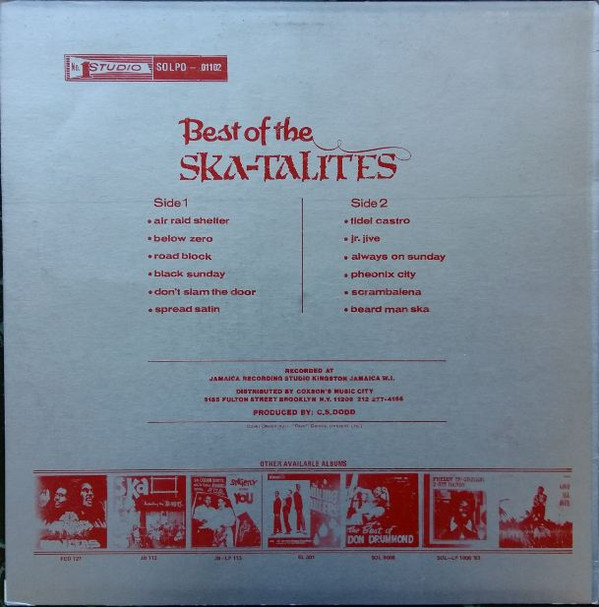 No. 1 STUDIO SOLPO - 01102
Best of the
SKA-TALITES
Side 1
• air raid shelter
• below zero
• road block
• black sunday
• don't slam the door
• spread satin
Side 2
• fidel castro
• jr. jive
• always on sunday
• pheonix city
• scrambalena
• beard man ska
RECORDED AT
JAMAICA RECORDING STUDIO KINGSTON JAMAICA W.I.
DISTRIBUTED BY COXSON'S MUSIC CITY
FULTON STREET BROOKLYN N.Y. 11208 212 277-4166
PRODUCED BY: C.S. DODD
OTHER AVAILABLE ALBUMS
Ska
STRICTLY
YOU
the Best of
DON DRUMMOND